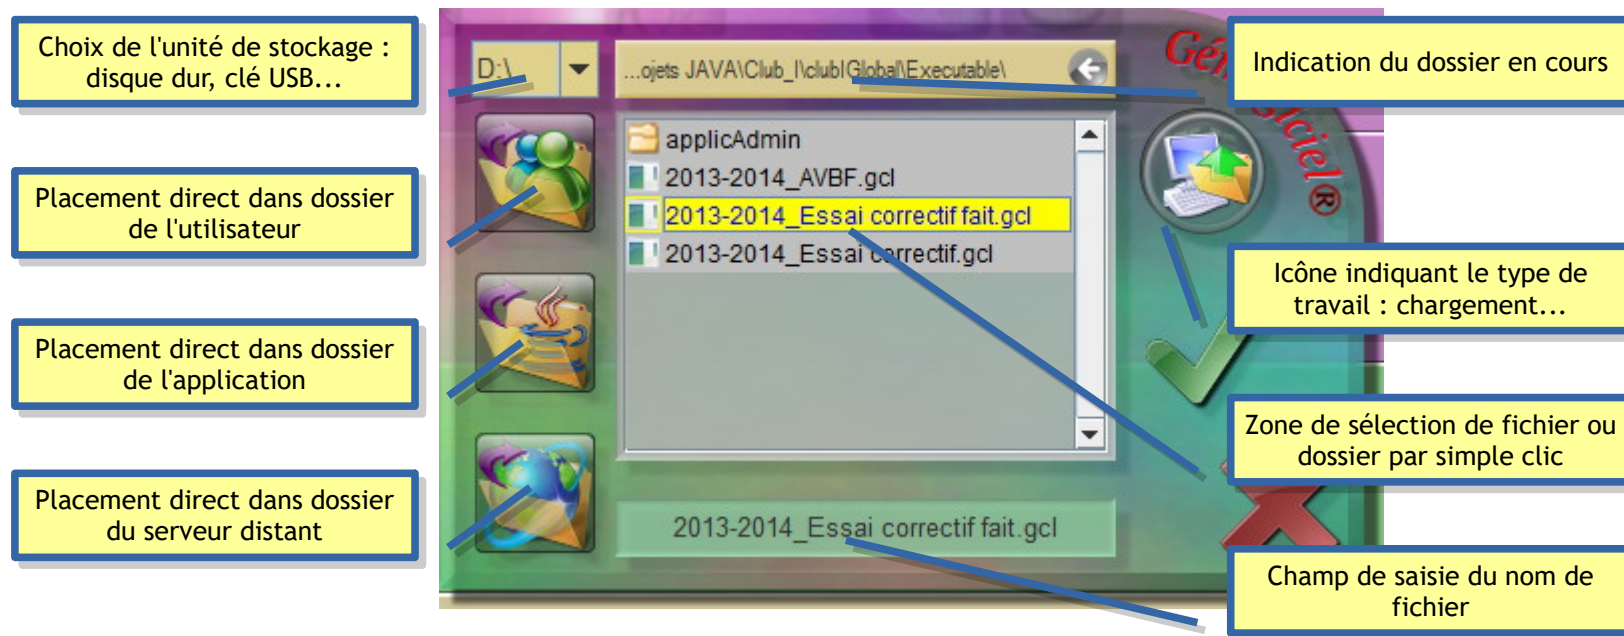 Choix de l'unité de stockage :
disque dur, clé USB...
Placement direct dans dossier
de l'utilisateur
Placement direct dans dossier
de l'application
Placement direct dans dossier
du serveur distant
D:\
...ojets JAVA\Club_I\clubIGlobal\Executable\
applicAdmin
2013-2014_AVBF.gcl
2013-2014_Essai correctif fait.gcl
2013-2014_Essai correctif.gcl
2013-2014_Essai correctif fait.gcl
Indication du dossier en cours
Icône indiquant le type de
travail : chargement...
Zone de sélection de fichier ou
dossier par simple clic
Champ de saisie du nom de
fichier